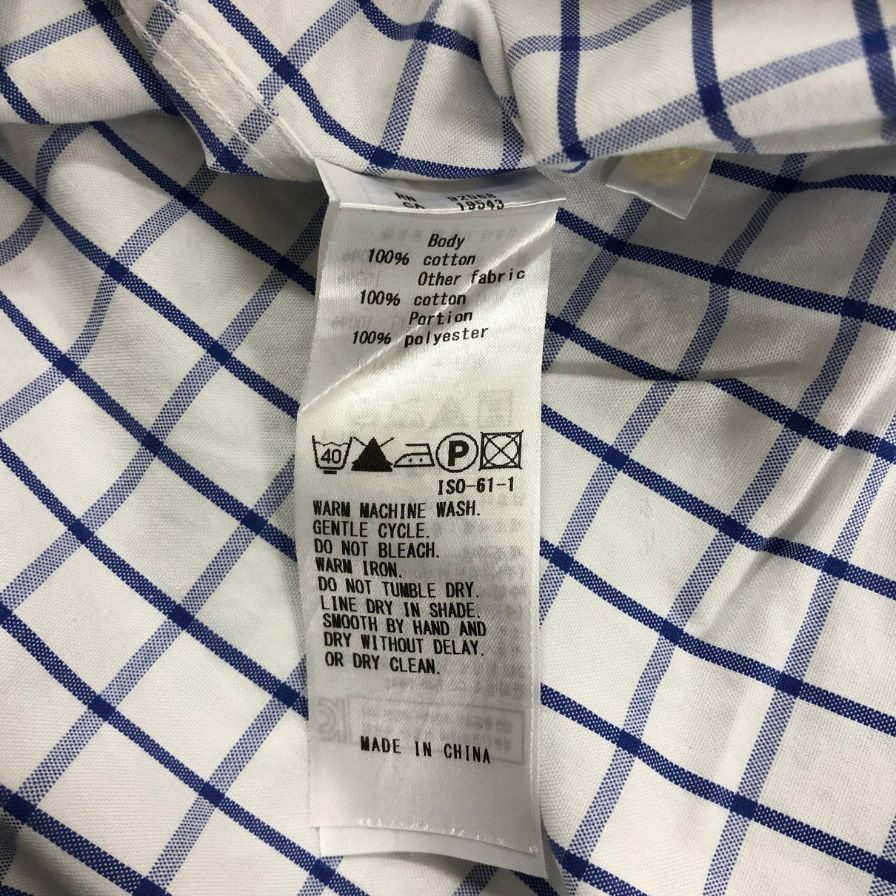 Body
100% cotton
Other fabric
100% cotton
Portion
100% polyester
40 P
ISO-61-1
WARM MACHINE WASH.
GENTLE CYCLE.
DO NOT BLEACH.
WARM IRON.
DO NOT TUMBLE DRY.
LINE DRY IN SHADE.
SMOOTH BY HAND AND
DRY WITHOUT DELAY.
OR DRY CLEAN.
MADE IN CHINA